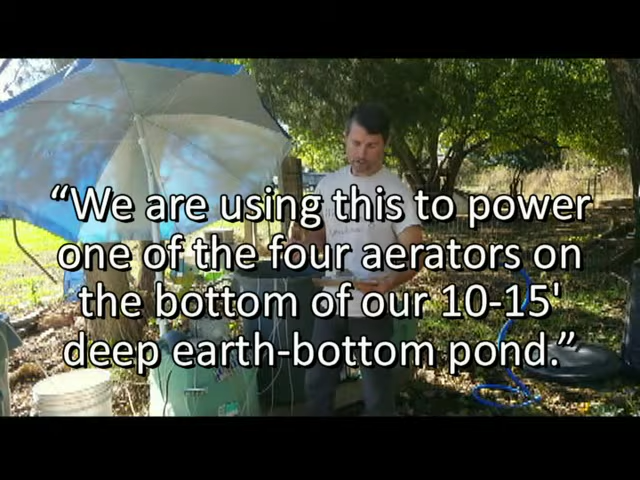 “We are using this to power
one of the four aerators on
the bottom of our 10-15'
deep earth-bottom pond.”